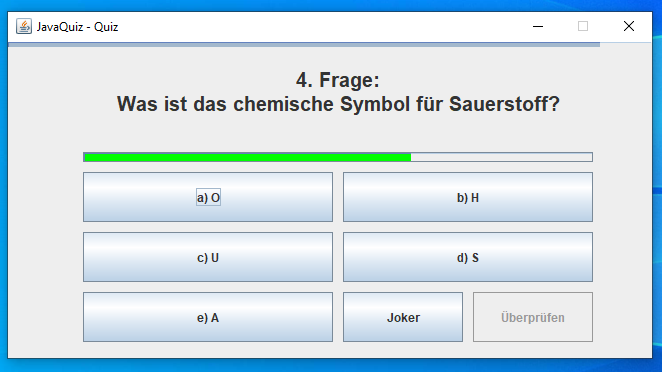 JavaQuiz - Quiz
4. Frage:
Was ist das chemische Symbol für Sauerstoff?
a) O
b) H
c) U
d) S
e) A
Joker
Überprüfen